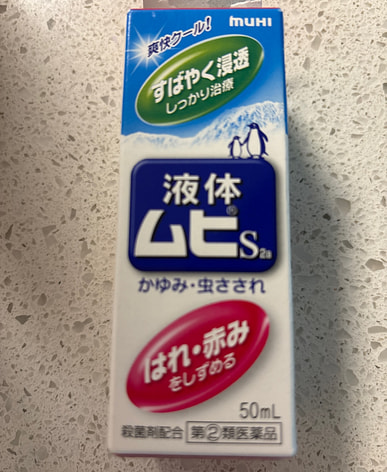 muHI
爽快クール!
すばやく浸透
しっかり治療
液体
ムヒ®S2a
かゆみ・虫さされ
はれ・赤み
をしずめる
50mL
殺菌剤配合 指②類医薬品